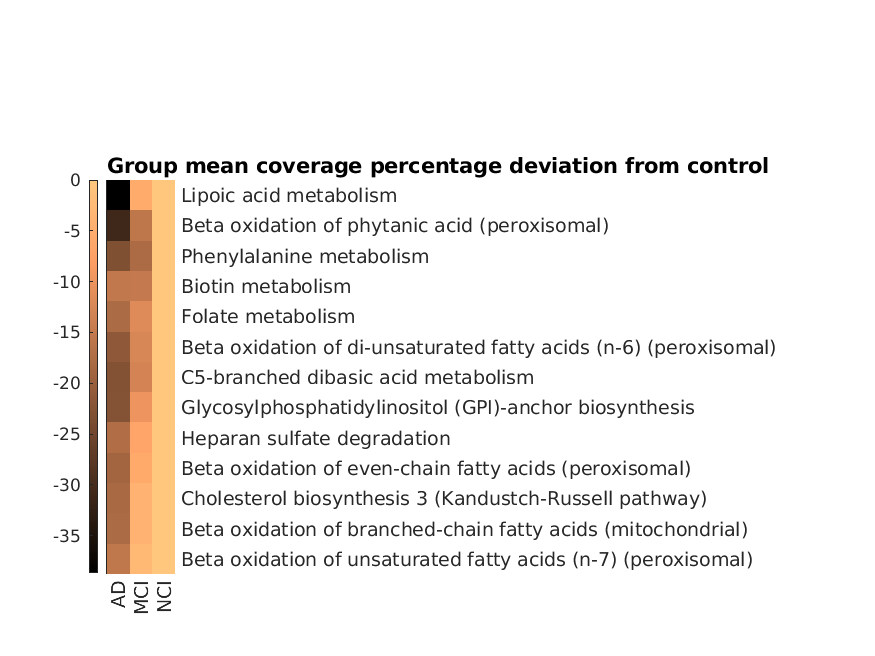 Group mean coverage percentage deviation from control
0
-5
-10
-15
-20
-25
-30
-35
Lipoic acid metabolism
Beta oxidation of phytanic acid (peroxisomal)
Phenylalanine metabolism
Biotin metabolism
Folate metabolism
Beta oxidation of di-unsaturated fatty acids (n-6) (peroxisomal)
C5-branched dibasic acid metabolism
Glycosylphosphatidylinositol (GPI)-anchor biosynthesis
Heparan sulfate degradation
Beta oxidation of even-chain fatty acids (peroxisomal)
Cholesterol biosynthesis 3 (Kandustch-Russell pathway)
Beta oxidation of branched-chain fatty acids (mitochondrial)
Beta oxidation of unsaturated fatty acids (n-7) (peroxisomal)
AD
MCI
NCI